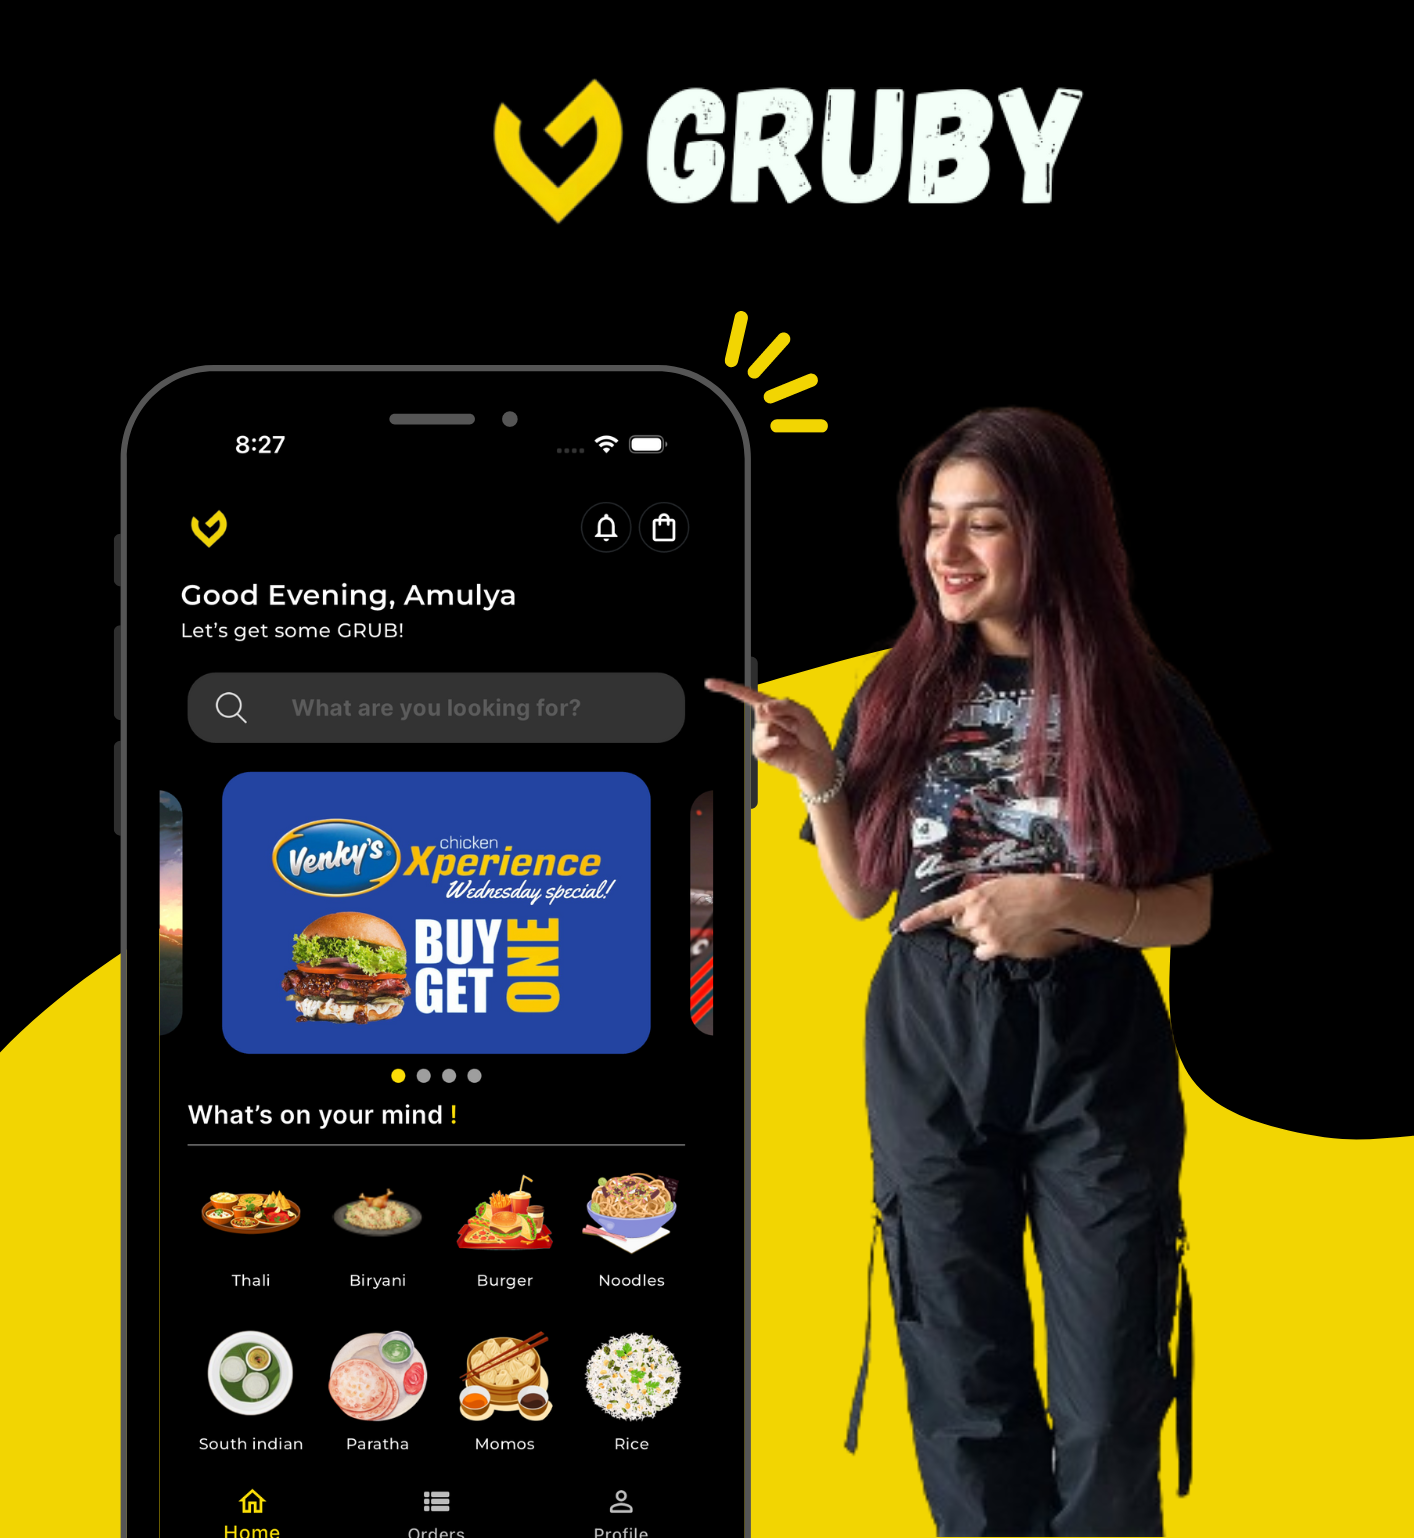 GRUBY
8:27
Good Evening, Amulya
Let's get some GRUB!
What are you looking for?
Venky's
chicken
Xperience
Wednesday special!
BUY
GET
ONE
What's on your mind !
Thali
Biryani
Burger
Noodles
South indian
Paratha
Momos
Rice
Home
Orders
Profile